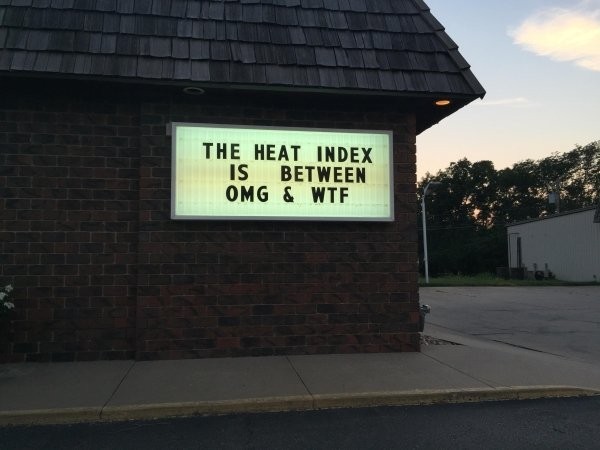 THE HEAT INDEX
IS BETWEEN
OMG & WTF